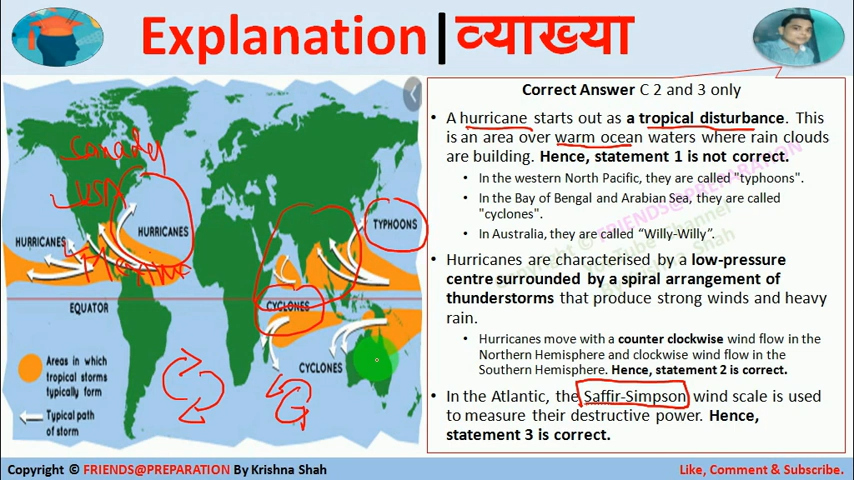 Explanation|व्याख्या
Canada
USA
HURRICANES
HURRICANES
TYPHOONS
EQUATOR
CYCLONES
CYCLONES
Areas in which
tropical storms
typically form
Typical path
of storm
Correct Answer C 2 and 3 only
• A hurricane starts out as a tropical disturbance. This
is an area over warm ocean waters where rain clouds
are building. Hence, statement 1 is not correct.
• In the western North Pacific, they are called "typhoons".
• In the Bay of Bengal and Arabian Sea, they are called
"cyclones".
• In Australia, they are called “Willy-Willy”.
• Hurricanes are characterised by a low-pressure
centre surrounded by a spiral arrangement of
thunderstorms that produce strong winds and heavy
rain.
• Hurricanes move with a counter clockwise wind flow in the
Northern Hemisphere and clockwise wind flow in the
Southern Hemisphere. Hence, statement 2 is correct.
• In the Atlantic, the Saffir-Simpson wind scale is used
to measure their destructive power. Hence,
statement 3 is correct.
Copyright © FRIENDS@PREPARATION
YouTube Channel
Shah
Copyright © FRIENDS@PREPARATION By Krishna Shah
Like, Comment & Subscribe.